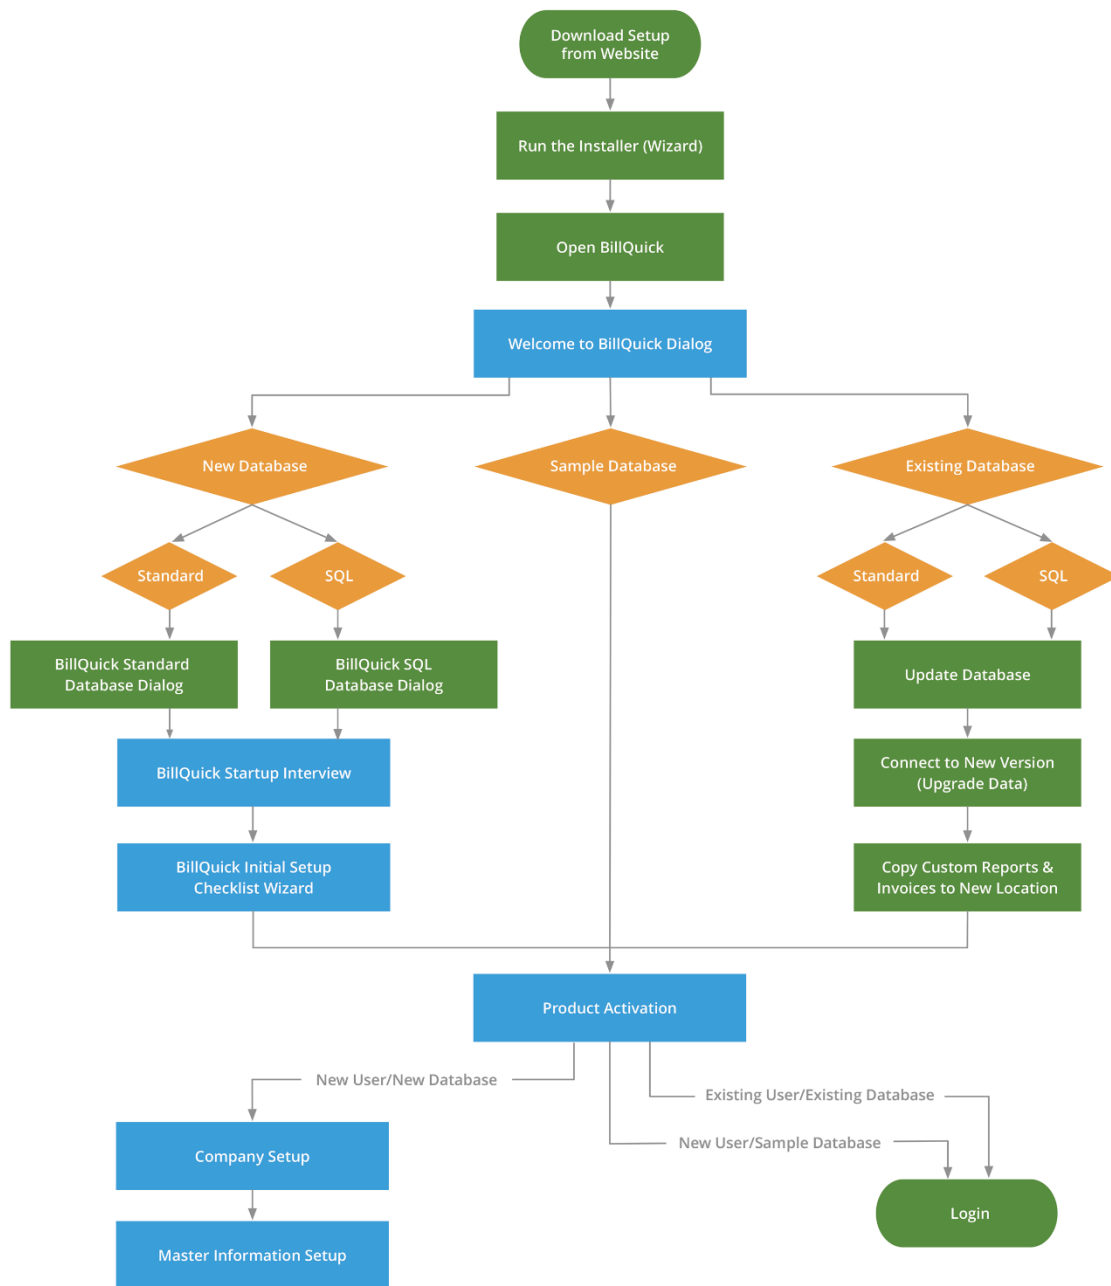 Download Setup
from Website
Run the Installer (Wizard)
Open BillQuick
Welcome to BillQuick Dialog
New Database
Sample Database
Existing Database
Standard
SQL
Standard
SQL
BillQuick Standard
Database Dialog
BillQuick SQL
Database Dialog
Update Database
BillQuick Startup Interview
Connect to New Version
(Upgrade Data)
BillQuick Initial Setup
Checklist Wizard
Copy Custom Reports &
Invoices to New Location
Product Activation
New User/New Database
Existing User/Existing Database
New User/Sample Database
Company Setup
Login
Master Information Setup